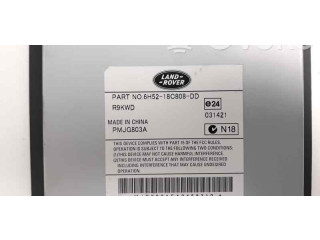 LAND ROVER
PART NO.6H52-18C808-DD
R9KWD
24
031421
MADE IN CHINA
PMJG803A
N18
THIS DEVICE COMPLIES WITH PART 15 OF THE FCC RULES
OPERATION IS SUBJECT TO THE FOLLOWING TWO CONDITIONS
(1)THIS DEVICE MAY NOT CAUSE HARMFUL
INTERFERENCE, AND
(2)THIS DEVICE MUST ACCEPT ANY INTERFERENCE
RECEIVED, INCLUDING INTERFERENCE THAT MAY
CAUSE UNDESIRED OPERATION